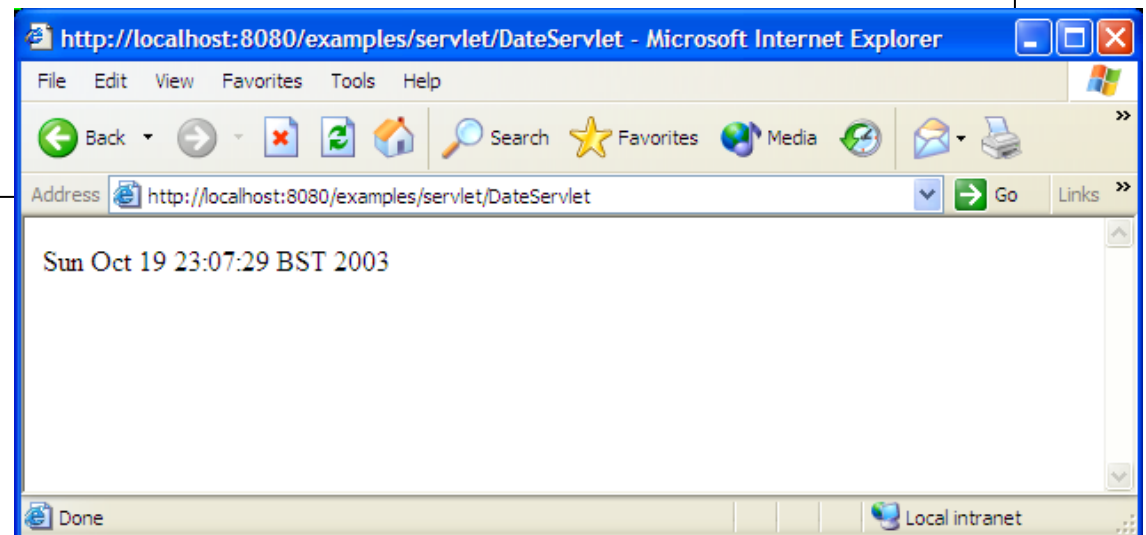 http://localhost:8080/examples/servlet/DateServlet - Microsoft Internet Explorer
File Edit View Favorites Tools Help
Back Search Favorites Media »
Address http://localhost:8080/examples/servlet/DateServlet Go Links »
Sun Oct 19 23:07:29 BST 2003
Done Local intranet